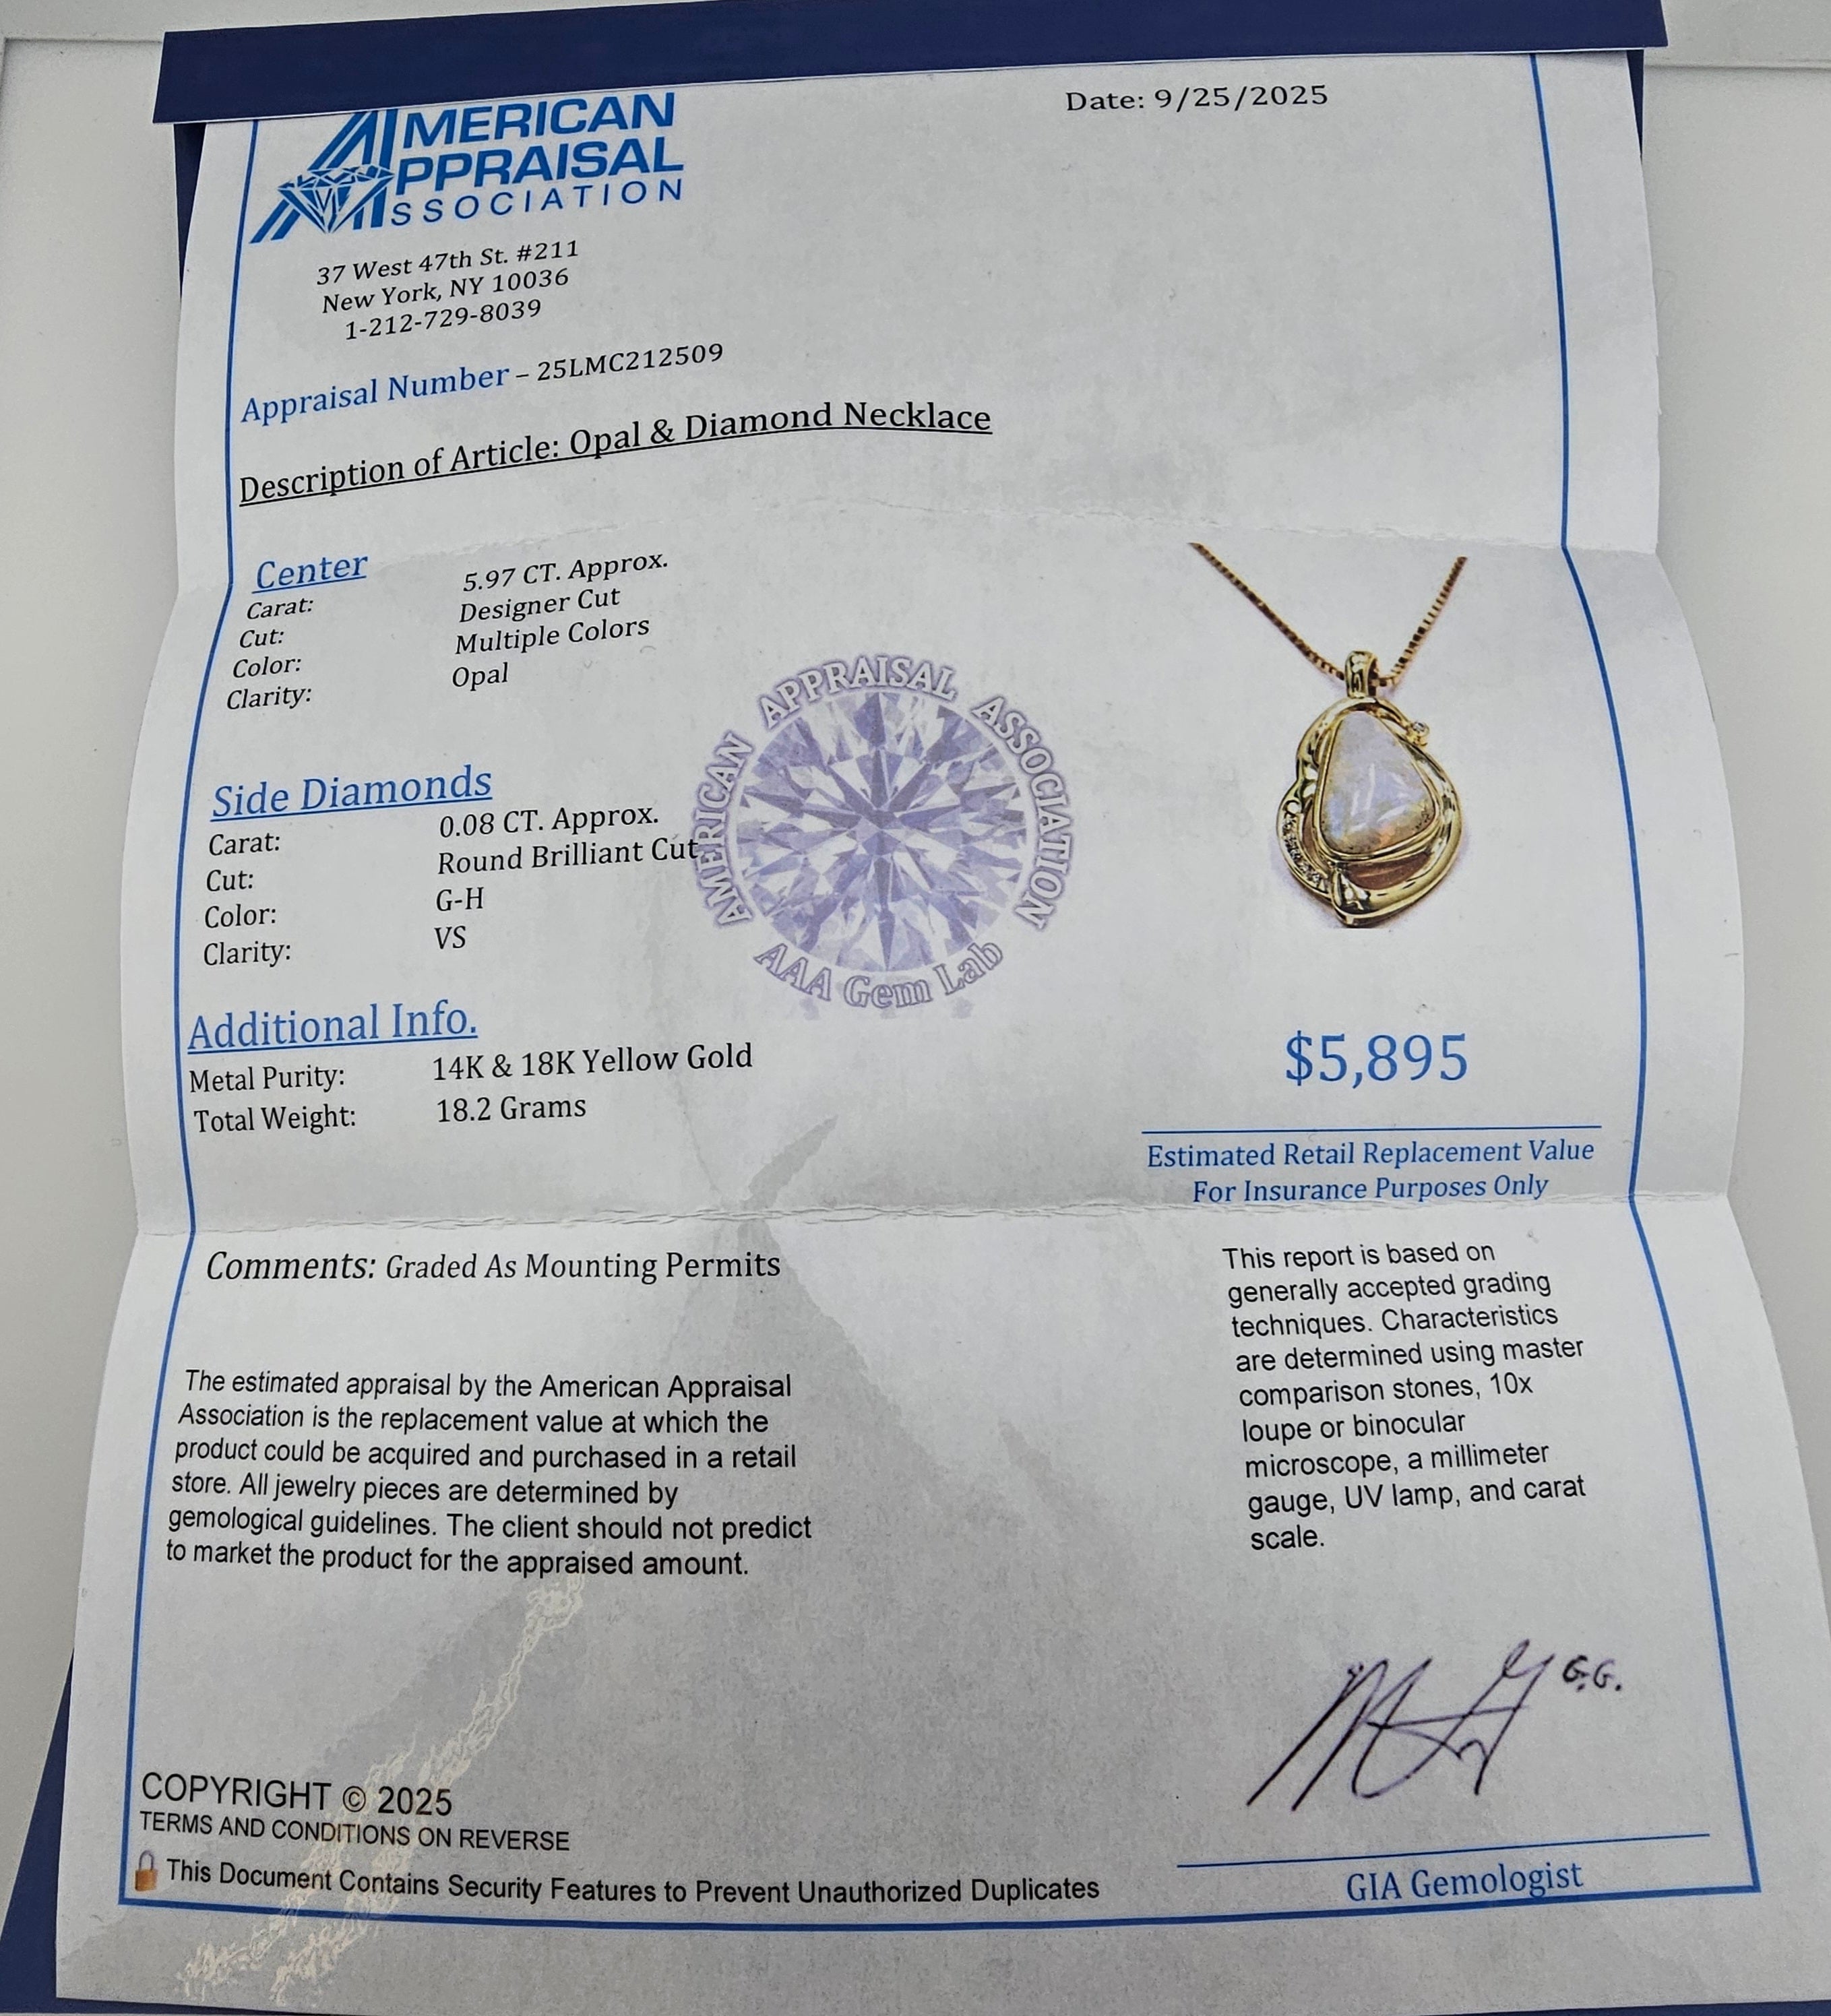 AMERICAN
APPRAISAL
ASSOCIATION
Date: 9/25/2025
37 West 47th St. #211
New York, NY 10036
1-212-729-8039
Appraisal Number – 25LMC212509
Description of Article: Opal & Diamond Necklace
Center
Carat: 5.97 CT. Approx.
Cut: Designer Cut
Color: Multiple Colors
Clarity: Opal
Side Diamonds
Carat: 0.08 CT. Approx.
Cut: Round Brilliant Cut
Color: G-H
Clarity: VS
AMERICAN APPRAISAL ASSOCIATION
AAA Gem Lab
Additional Info.
Metal Purity: 14K & 18K Yellow Gold
Total Weight: 18.2 Grams
$5,895
Estimated Retail Replacement Value
For Insurance Purposes Only
Comments: Graded As Mounting Permits
The estimated appraisal by the American Appraisal
Association is the replacement value at which the
product could be acquired and purchased in a retail
store. All jewelry pieces are determined by
gemological guidelines. The client should not predict
to market the product for the appraised amount.
This report is based on
generally accepted grading
techniques. Characteristics
are determined using master
comparison stones, 10x
loupe or binocular
microscope, a millimeter
gauge, UV lamp, and carat
scale.
G.G.
GIA Gemologist
COPYRIGHT © 2025
TERMS AND CONDITIONS ON REVERSE
This Document Contains Security Features to Prevent Unauthorized Duplicates